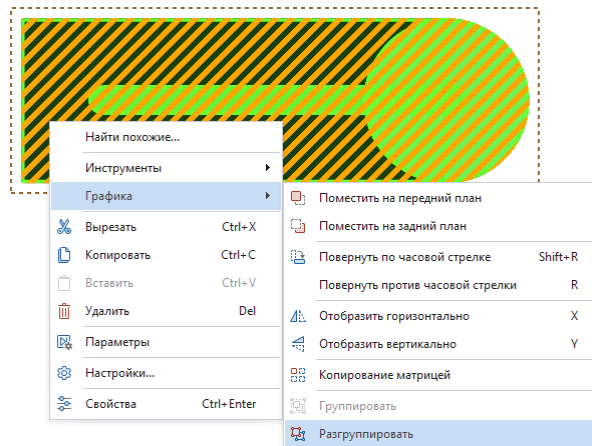 Найти похожие...
Инструменты
Графика
Вырезать Ctrl+X
Копировать Ctrl+C
Вставить Ctrl+V
Удалить Del
Параметры
Настройки...
Свойства Ctrl+Enter
Поместить на передний план
Поместить на задний план
Повернуть по часовой стрелке Shift+R
Повернуть против часовой стрелки R
Отобразить горизонтально X
Отобразить вертикально Y
Копирование матрицей
Группировать
Разгруппировать